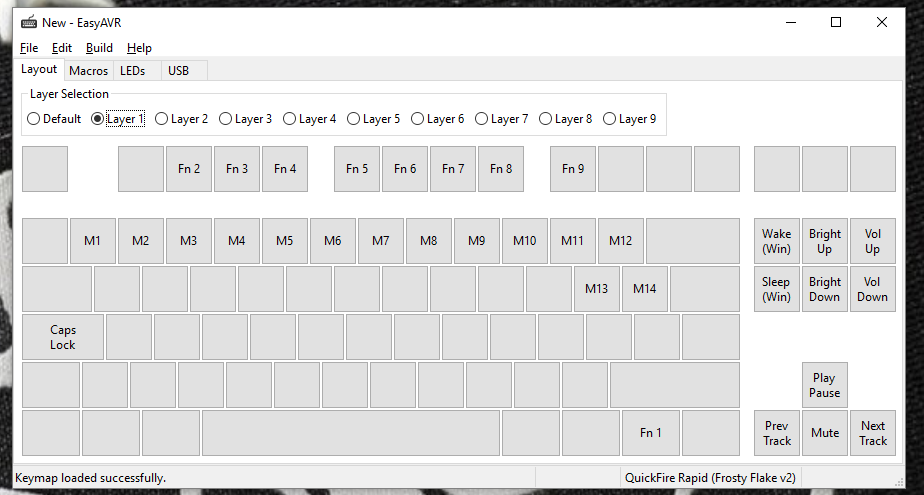 New - EasyAVR
File Edit Build Help
Layout Macros LEDs USB
Layer Selection
Default Layer 1 Layer 2 Layer 3 Layer 4 Layer 5 Layer 6 Layer 7 Layer 8 Layer 9
Fn 2 Fn 3 Fn 4 Fn 5 Fn 6 Fn 7 Fn 8 Fn 9
M1 M2 M3 M4 M5 M6 M7 M8 M9 M10 M11 M12
Wake Bright Vol
(Win) Up Up
M13 M14
Sleep Bright Vol
(Win) Down Down
Caps
Lock
Play
Pause
Fn 1
Prev Mute Next
Track Track
Keymap loaded successfully. QuickFire Rapid (Frosty Flake v2)